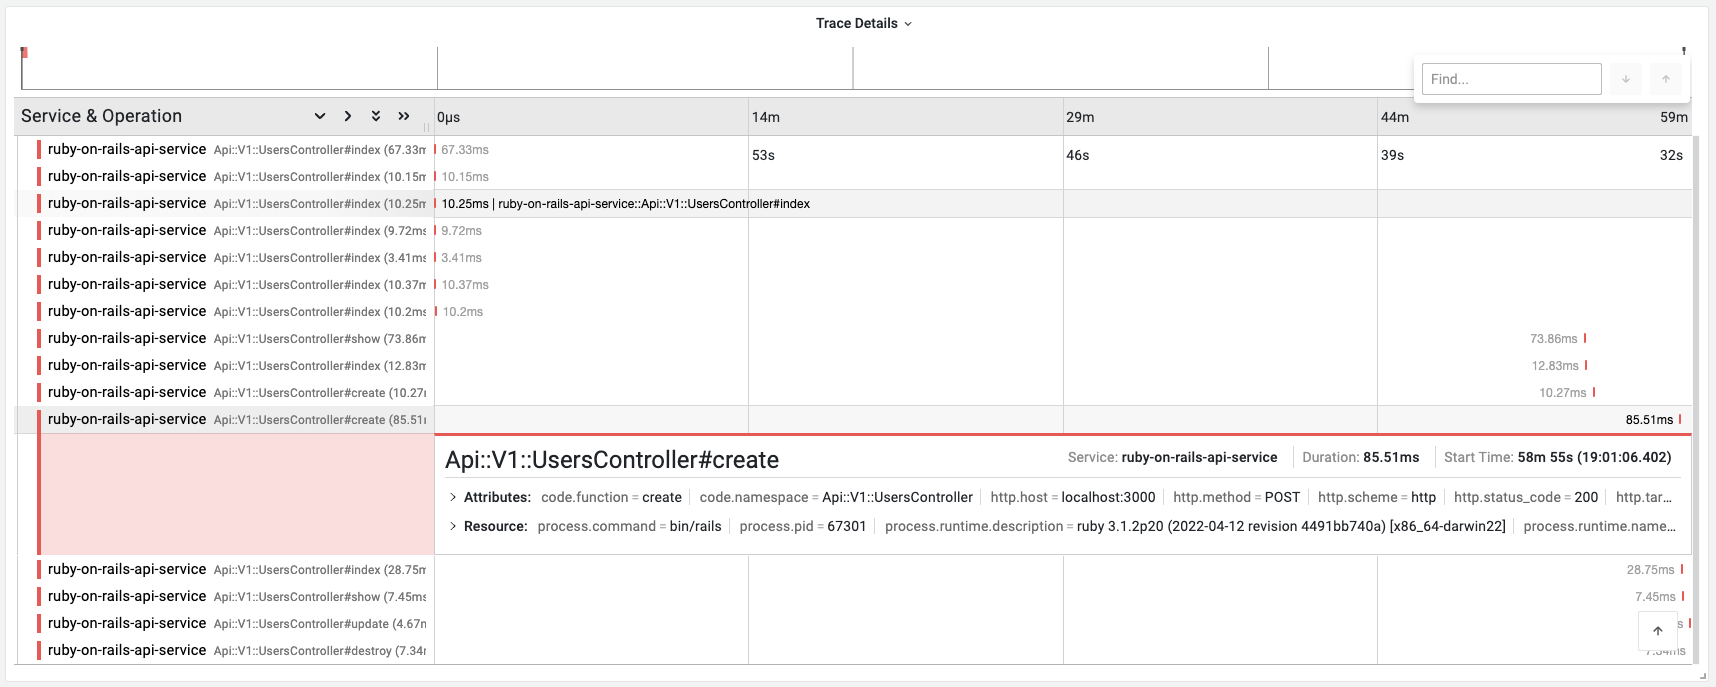 Trace Details
Find...
Service & Operation
0μs 14m 29m 44m 59m
53s 46s 39s 32s
ruby-on-rails-api-service Api::V1::UsersController#index (67.33m 67.33ms
ruby-on-rails-api-service Api::V1::UsersController#index (10.15m 10.15ms
ruby-on-rails-api-service Api::V1::UsersController#index (10.25m 10.25ms | ruby-on-rails-api-service::Api::V1::UsersController#index
ruby-on-rails-api-service Api::V1::UsersController#index (9.72ms 9.72ms
ruby-on-rails-api-service Api::V1::UsersController#index (3.41ms 3.41ms
ruby-on-rails-api-service Api::V1::UsersController#index (10.37m 10.37ms
ruby-on-rails-api-service Api::V1::UsersController#index (10.2ms 10.2ms
ruby-on-rails-api-service Api::V1::UsersController#show (73.86m 73.86ms
ruby-on-rails-api-service Api::V1::UsersController#index (12.83m 12.83ms
ruby-on-rails-api-service Api::V1::UsersController#create (10.27 10.27ms
ruby-on-rails-api-service Api::V1::UsersController#create (85.51 85.51ms
Api::V1::UsersController#create Service: ruby-on-rails-api-service Duration: 85.51ms Start Time: 58m 55s (19:01:06.402)
Attributes: code.function = create code.namespace = Api::V1::UsersController http.host = localhost:3000 http.method = POST http.scheme = http http.status_code = 200 http.tar...
Resource: process.command = bin/rails process.pid = 67301 process.runtime.description = ruby 3.1.2p20 (2022-04-12 revision 4491bb740a) [x86_64-darwin22] process.runtime.name...
ruby-on-rails-api-service Api::V1::UsersController#index (28.75m 28.75ms
ruby-on-rails-api-service Api::V1::UsersController#show (7.45ms 7.45ms
ruby-on-rails-api-service Api::V1::UsersController#update (4.67m s
ruby-on-rails-api-service Api::V1::UsersController#destroy (7.34 7.34ms